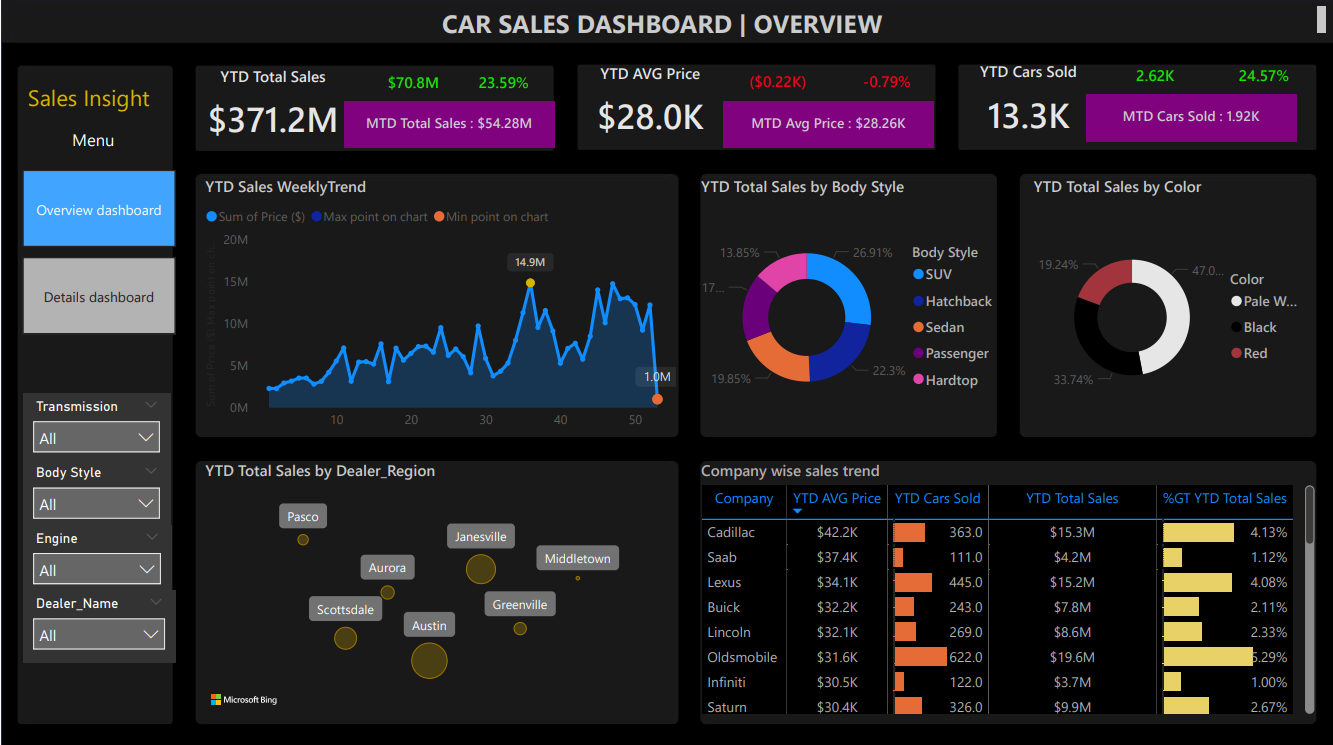 CAR SALES DASHBOARD | OVERVIEW
Sales Insight
Menu
Overview dashboard
Details dashboard
Transmission
All
Body Style
All
Engine
All
Dealer_Name
All
YTD Total Sales
$70.8M 23.59%
$371.2M
MTD Total Sales : $54.28M
YTD AVG Price
($0.22K) -0.79%
$28.0K
MTD Avg Price : $28.26K
YTD Cars Sold
2.62K 24.57%
13.3K
MTD Cars Sold : 1.92K
YTD Sales WeeklyTrend
Sum of Price ($) Max point on chart Min point on chart
20M
15M
10M
5M
0M
14.9M
1.0M
10 20 30 40 50
YTD Total Sales by Body Style
13.85% 26.91%
17...
19.85% 22.3%
Body Style
SUV
Hatchback
Sedan
Passenger
Hardtop
YTD Total Sales by Color
19.24% 47.0...
33.74%
Color
Pale W...
Black
Red
YTD Total Sales by Dealer_Region
Pasco
Janesville
Middletown
Aurora
Greenville
Scottsdale
Austin
Microsoft Bing
Company wise sales trend
Company YTD AVG Price YTD Cars Sold YTD Total Sales %GT YTD Total Sales
Cadillac $42.2K 363.0 $15.3M 4.13%
Saab $37.4K 111.0 $4.2M 1.12%
Lexus $34.1K 445.0 $15.2M 4.08%
Buick $32.2K 243.0 $7.8M 2.11%
Lincoln $32.1K 269.0 $8.6M 2.33%
Oldsmobile $31.6K 622.0 $19.6M 5.29%
Infiniti $30.5K 122.0 $3.7M 1.00%
Saturn $30.4K 326.0 $9.9M 2.67%